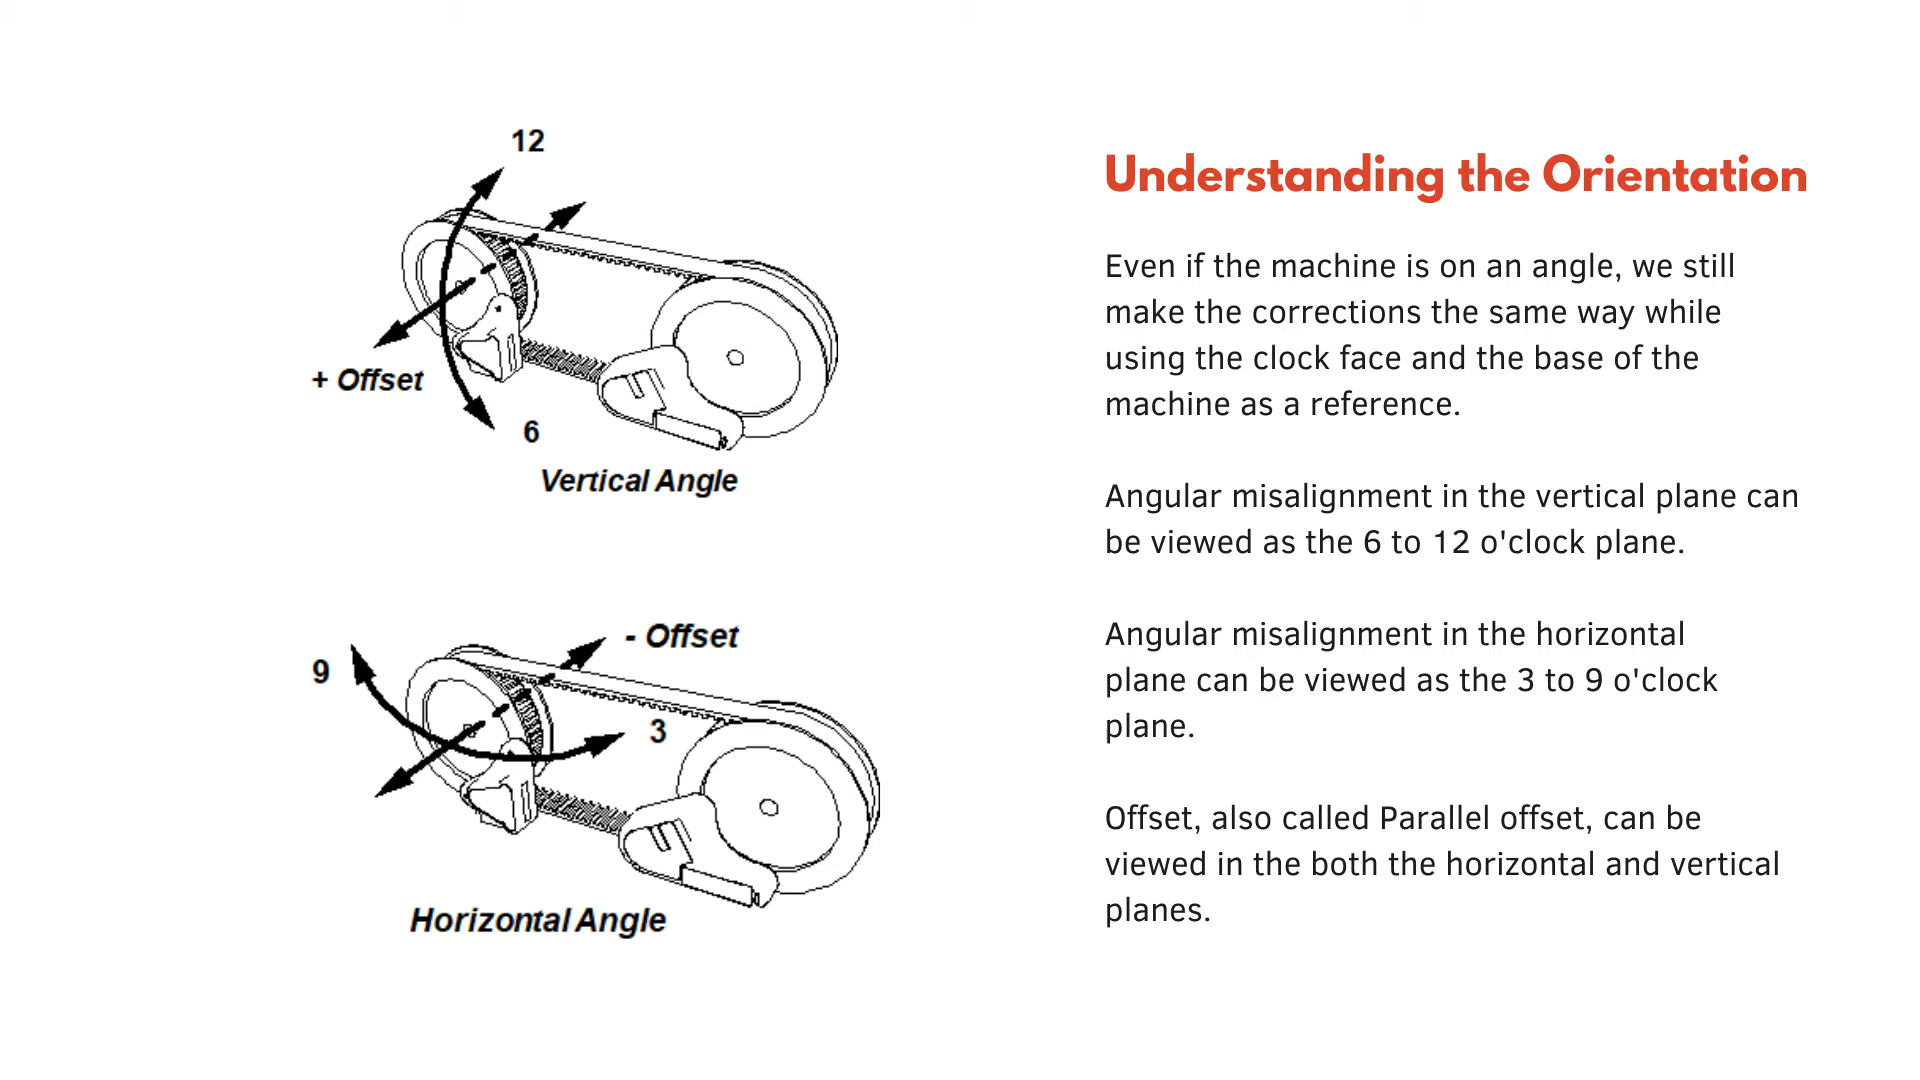 12
+ Offset
6
Vertical Angle
- Offset
9
3
Horizontal Angle
Understanding the Orientation
Even if the machine is on an angle, we still
make the corrections the same way while
using the clock face and the base of the
machine as a reference.
Angular misalignment in the vertical plane can
be viewed as the 6 to 12 o'clock plane.
Angular misalignment in the horizontal
plane can be viewed as the 3 to 9 o'clock
plane.
Offset, also called Parallel offset, can be
viewed in the both the horizontal and vertical
planes.